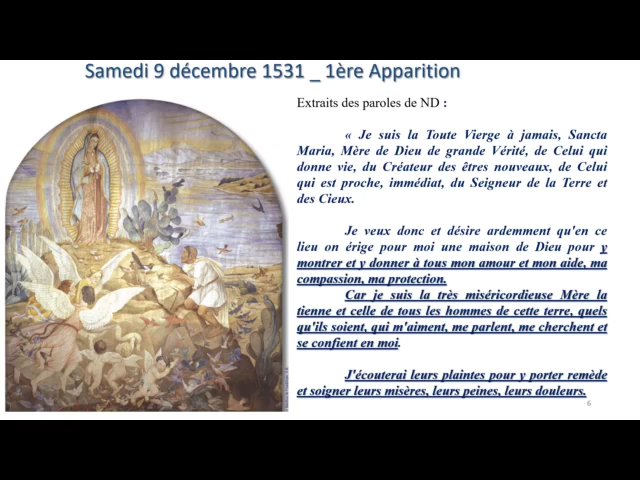 Samedi 9 décembre 1531 _ 1ère Apparition
Extraits des paroles de ND :
« Je suis la Toute Vierge à jamais, Sancta
Maria, Mère de Dieu de grande Vérité, de Celui qui
donne vie, du Créateur des êtres nouveaux, de Celui
qui est proche, immédiat, du Seigneur de la Terre et
des Cieux.
Je veux donc et désire ardemment qu'en ce
lieu on érige pour moi une maison de Dieu pour y
montrer et y donner à tous mon amour et mon aide, ma
compassion, ma protection.
Car je suis la très miséricordieuse Mère la
tienne et celle de tous les hommes de cette terre, quels
qu'ils soient, qui m'aiment, me parlent, me cherchent et
se confient en moi.
J'écouterai leurs plaintes pour y porter remède
et soigner leurs misères, leurs peines, leurs douleurs.
6